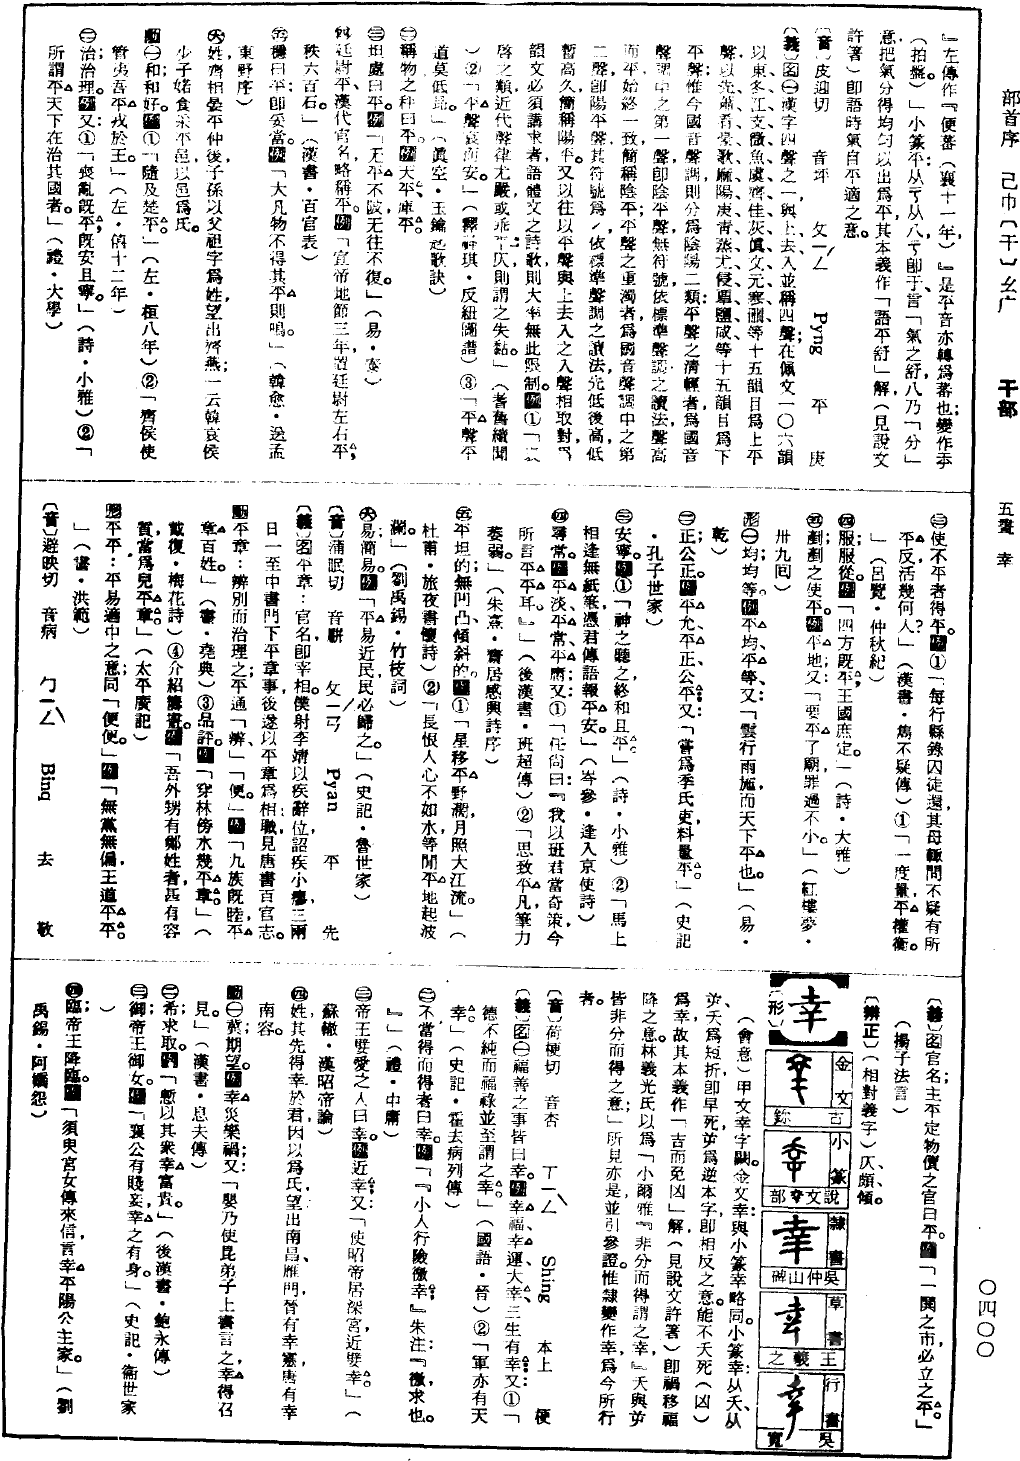 部首序 己巾〔干〕幺广 干部 五畫 幸 〇四〇〇
』左傳作『便蕃（襄十一年）』是平音亦轉爲蕃也；變作𠀤
（拍盤）」小篆平：从亏从八、亏卽于言「氣之舒，八乃「分」
意，把氣分得均勻以出爲平，其本義作「語平舒」解（見說文
許著）卽語時氣自平適之意。
〔音〕皮迎切 音坪 ㄆㄧㄥˊ Pyng 平 庚
〔義〕名㊀漢字四聲之一，與上、去、入並稱四聲；在佩文一〇六韻
以東、冬、江、支、微、魚、虞、齊、佳、灰、眞、文、元、寒、刪等十五韻目爲上平
聲，以先、蕭、肴、豪、歌、麻、陽、庚、靑、蒸、尤、侵、覃、鹽、咸等十五韻目爲下
平聲；惟今國音聲調則分爲陰陽二類，平聲之淸輕者爲國音
聲調中之第一聲，卽陰平聲，無符號，依標準聲調之讀法，聲高
而平，始終一致，簡稱陰平；平聲之重濁者，爲國音聲調中之第
二聲，卽陽平聲，其符號爲ˊ，依標準聲調之讀法，先低後高，低
暫高久，簡稱陽平。又以往以平聲與上去入之入聲相取對，爲
韻文必須講求者，語體文之詩歌則大率無此限制。例①「
啓之類，近代聲律尤嚴，或乖平仄，則謂之失黏。」（耆舊續聞
）②「平聲哀而安」（釋神珙・反紐圖譜）③「平聲平
道莫低昂」（眞空・玉鑰匙歌訣）
㊁稱物之秤曰平。例天平、庫平。
㊂坦處曰平。例「无平不陂，无往不復。」（易・泰）
㊃廷尉平，漢代官名，略稱平。例「宣帝地節三年，置廷尉左右平，
秩六百石。」（漢書・百官表）
㊄穩曰平，卽妥當。例「大凡物不得其平則鳴」（韓愈・送孟
東野序）
㊅姓，齊相晏平仲後，子孫以父祖字爲姓，望出齊燕；一云韓哀侯
少子婼食采平邑，以邑爲氏。
動㊀和，和好。例①「隨及楚平。」（左・桓八年）②「齊侯使
管夷吾平戎於王。」（左・僖十二年）
㊁治，治理。例又①「喪亂旣平，旣安且寧。」（詩・小雅）②「
所謂平天下在治其國者。」（禮・大學）
㊂使不平者得平。例①「每行縣錄囚徒還，其母輒問不疑有所
平反，活幾何人？」（漢書・雋不疑傳）①「一度量，平權衡。
」（呂覽・仲秋紀）
㊃服，服從。例「四方旣平，王國庶定。」（詩・大雅）
㊄剷，剷之使平。例平地。又「要平了廟，罪過不小。」（紅樓夢・
卅九回）
形㊀均，均等。例平均、平等。又「雲行雨施而天下平也。」（易・
乾）
㊁正，公正。例平允、平正、公平。又「嘗爲季氏史，料量平。」（史記
・孔子世家）
㊂安寧。例①「神之聽之，終和且平。」（詩・小雅）②「馬上
相逢無紙筆，憑君傳語報平安。」（岑參・逢入京使詩）
㊃尋常。例平淡、平常、平庸。又①「任尙曰：『我以班君當奇策，今
所言平平耳。』」（後漢書・班超傳）②「思致平凡，筆力
萎弱。」（朱熹・齋居感興詩序）
㊄平坦的，無凹凸傾斜的。例①「星移平野濶，月照大江流。」（
杜甫・旅夜書懷詩）②「長恨人心不如水，等閒平地起波
瀾。」（劉禹錫・竹枝詞）
㊅易，簡易。例「平易近民，民必歸之。」（史記・魯世家）
〔音〕蒲眠切 音騈 ㄆㄧㄢˊ Pyan 平 先
〔義〕名平章：官名，卽宰相，僕射李靖以疾辭位，詔疾小瘳，三兩
日一至中書門下平章事，後遂以平章爲相職，見唐書百官志。
動平章：辨別而治理之，平通「辨」「便」。例「九族旣睦，平
章百姓。」（書・堯典）③品評。例「穿林傍水幾平章。」（
戴復・梅花詩）④介紹籌畫。例「吾外甥有鄭姓者，甚有容
質，當爲兒平章。」（太平廣記）
形平平：平易適中之意，同「便便」。例「無黨無偏，王道平平。
」（書・洪範）
〔音〕避映切 音病 ㄅㄧㄥˋ Bing 去 敬
〔義〕名官名，主平定物價之官曰平。例「一閧之市，必立之平。」
（揚子法言）
〔辨正〕（相對義字）仄、頗、傾。
【幸】
〔形〕
金文 古鉨
小篆 說文夭部
隸書 吳仲山碑
草書 王羲之
行書 吳寬
（會意）甲文幸字闕。金文幸與小篆幸略同。小篆幸：从夭、从
屰，夭爲短折卽早死，屰爲逆本字卽相反之意，能不夭死（凶）
爲幸，故其本義作「吉而免凶」解（見說文許著）卽禍移福
降之意。林義光氏以爲「小爾雅『非分而得謂之幸，』夭與屰
皆非分而得之意」所見亦是，並引參證。惟隸變作幸，爲今所行
者。
〔音〕荷梗切 音杏 ㄒㄧㄥˋ Shing 本上 梗
〔義〕名㊀福善之事皆曰幸。例幸福、幸運、大幸、三生有幸。又①「
德不純而福祿並至謂之幸。」（國語・晉）②「軍亦有天
幸」（史記・霍去病列傳）
㊁不當得而得者曰幸。例「『小人行險徼幸』朱注：『徼，求也。
』」（禮・中庸）
㊂帝王嬖愛之人曰幸。例近幸。又「使昭帝居深宮，近嬖幸」（
蘇轍・漢昭帝論）
㊃姓，其先得幸於君，因以爲氏，望出南昌、雁門，晉有幸靈，唐有幸
南容。
動㊀冀，期望。例幸災樂禍。又「嬰乃使昆弟子上書言之，幸得召
見。」（漢書・息夫傳）
㊁希求取。例「慙以其衆幸富貴。」（後漢書・鮑永傳）
㊂御，帝王御女。例「襄公有賤妾，幸之有身。」（史記・衞世家
）
㊃臨，帝王降臨。例「須臾宮女傳來信，言幸平陽公主家。」（劉
禹錫・阿嬌怨）